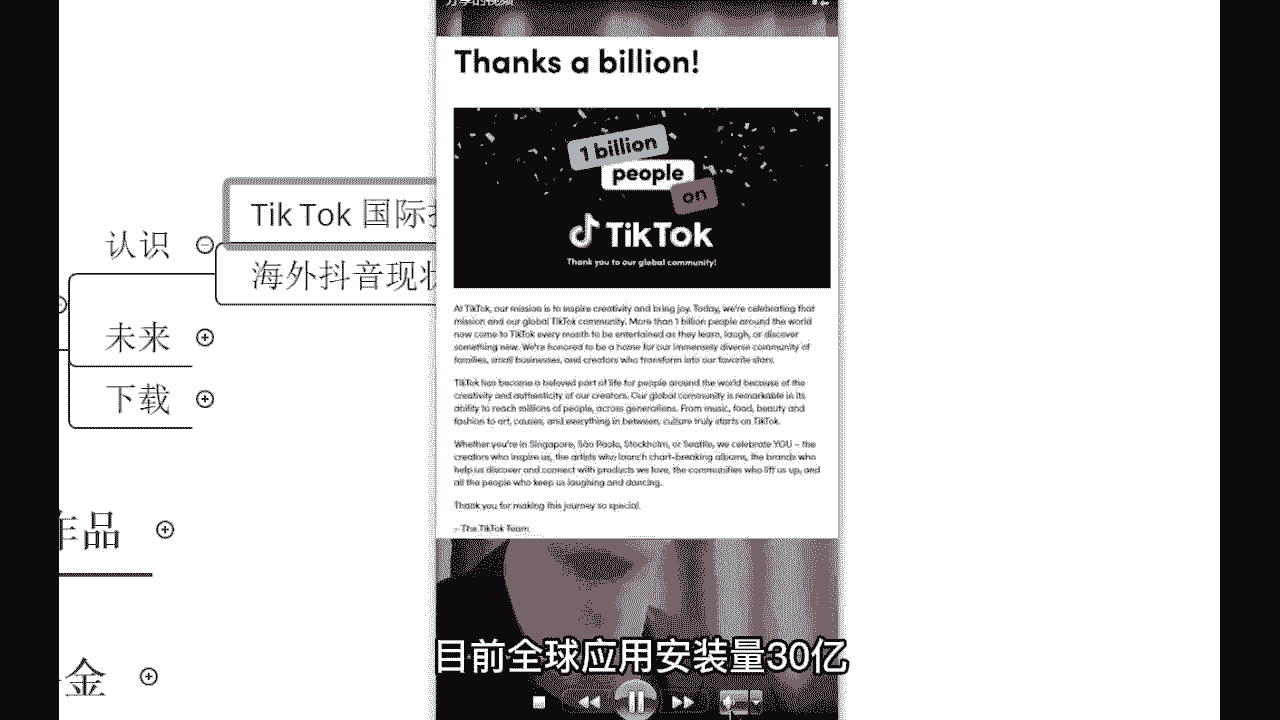 分享的视频
Thanks a billion!
1 billion
people
on
TikTok
Thank you to our global community!
At TikTok, our mission is to inspire creativity and bring joy. Today, we're celebrating that
mission and our global TikTok community. More than 1 billion people around the world
now come to TikTok every month to be entertained as they learn, laugh, or discover
something new. We're honored to be a home for our immensely diverse community of
families, small businesses, and creators who transform into our favorite stars.
TikTok has become a beloved part of life for people around the world because of the
creativity and authenticity of our creators. Our global community is remarkable in its
ability to reach millions of people, across generations. From music, food, beauty and
fashion to art, causes, and everything in between, culture truly starts on TikTok.
Whether you're in Singapore, São Paolo, Stockholm, or Seattle, we celebrate YOU – the
creators who inspire us, the artists who launch chart-breaking albums, the brands who
help us discover and connect with products we love, the communities who lift us up, and
all the people who keep us laughing and dancing.
Thank you for making this journey so special.
- The TikTok Team
Tik Tok 国际
认识
海外抖音现
未来
下载
作品
金
目前全球应用安装量30亿